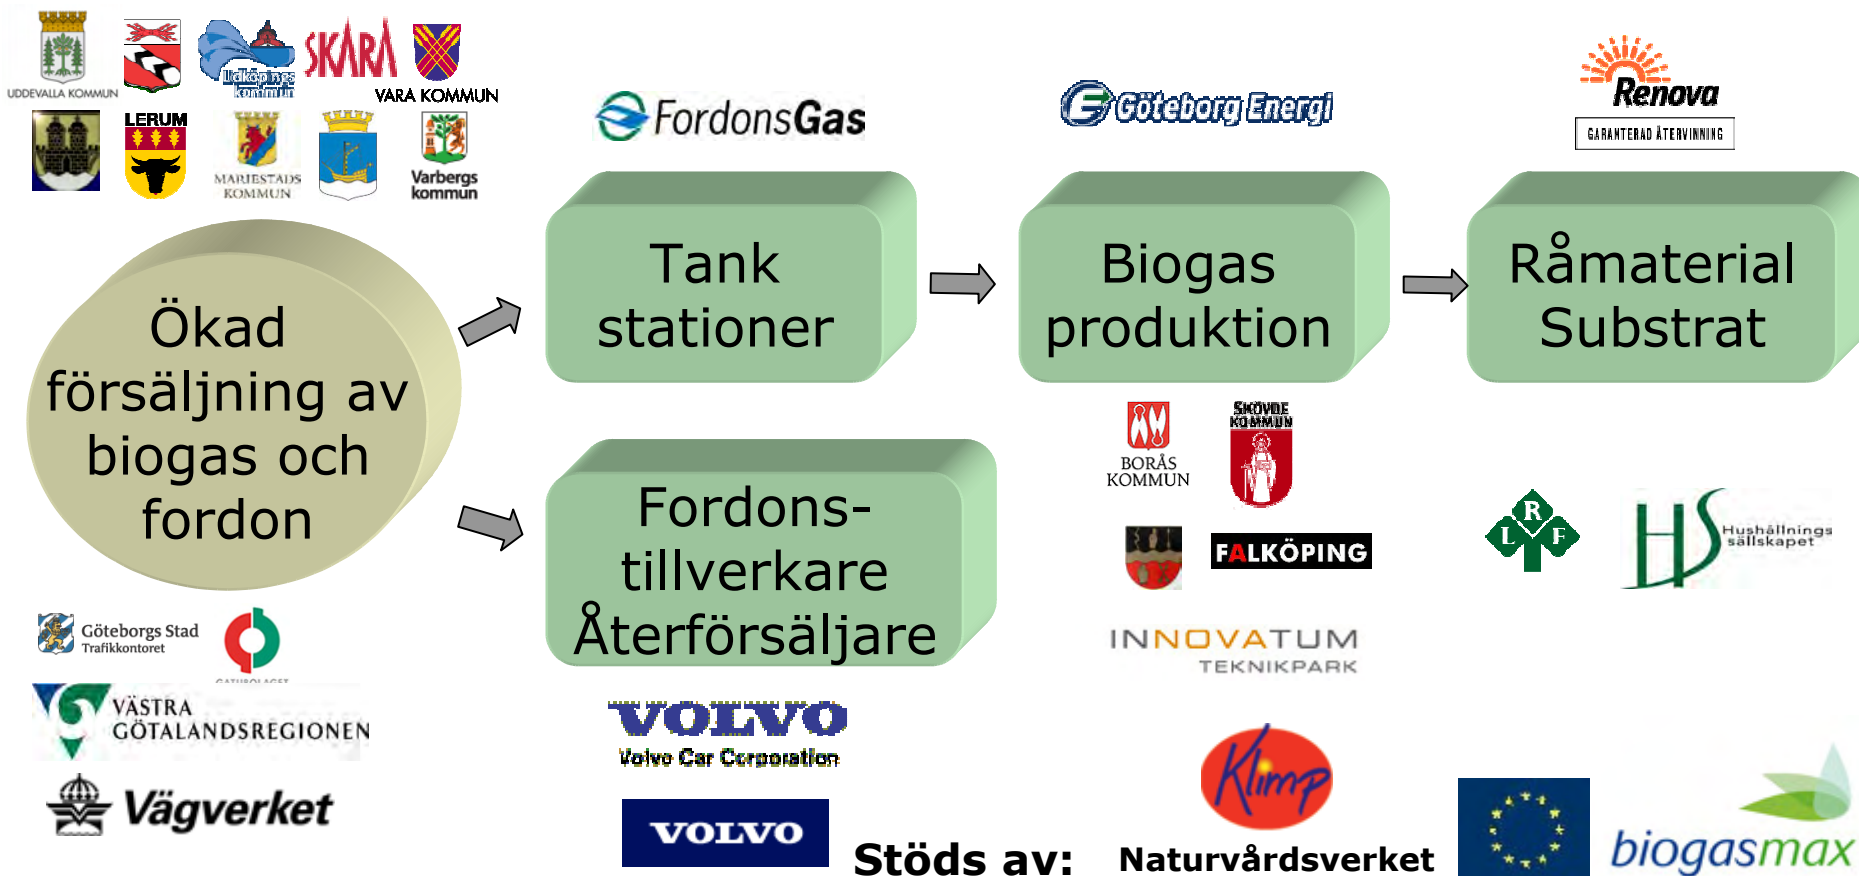 UDDEVALLA KOMMUN
Lidköpings
kommun
SKARA
VARA KOMMUN
LERUM
MARIESTADS
KOMMUN
Varbergs
kommun
FordonsGas
Göteborg Energi
Renova
GARANTERAD ÅTERVINNING
Ökad
försäljning av
biogas och
fordon
Tank
stationer
Biogas
produktion
Råmaterial
Substrat
Fordons-
tillverkare
Återförsäljare
BORÅS
KOMMUN
SKÖVDE
KOMMUN
FALKÖPING
INNOVATUM
TEKNIKPARK
LRF
HS Hushållnings
sällskapet
Göteborgs Stad
Trafikkontoret
GATUBOLAGET
VÄSTRA
GÖTALANDSREGIONEN
Vägverket
VOLVO
Volvo Car Corporation
VOLVO
Stöds av:
Klimp
Naturvårdsverket
biogasmax